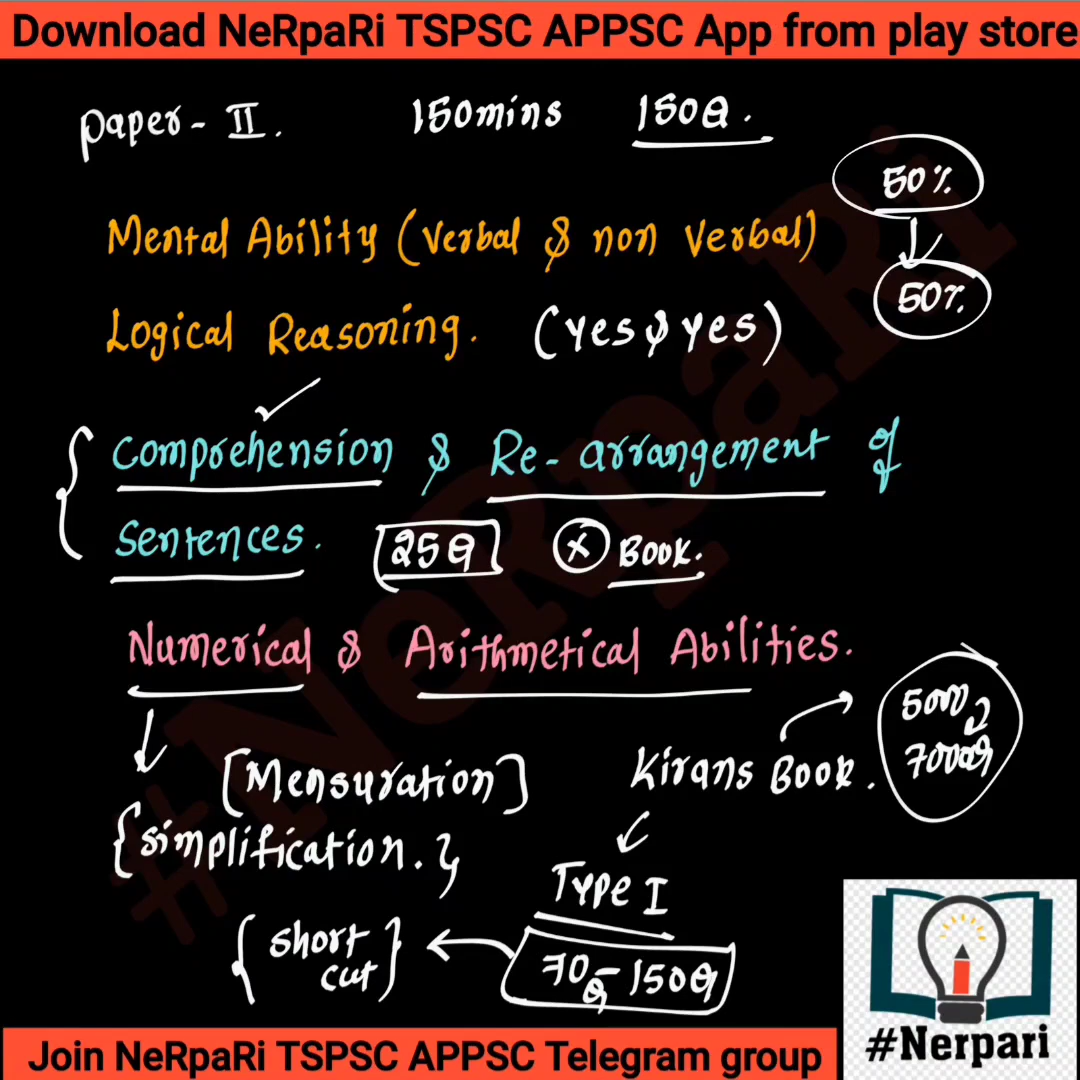 Download NeRpaRi TSPSC APPSC App from play store
Paper - II. 150mins 150Q.
50%
Mental Ability (Verbal & non Verbal)
50%
Logical Reasoning. (Yes & Yes)
Comprehension & Re-arrangement of
Sentences. 25Q (x) Book.
Numerical & Arithmetical Abilities.
5000
7000Q
[Mensuration] Kirans Book.
{simplification.}
Type I
{short cut} 70Q - 150Q
#NeRpaRi
#Nerpari
Join NeRpaRi TSPSC APPSC Telegram group